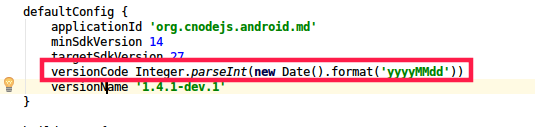 defaultConfig {
applicationId 'org.cnodejs.android.md'
minSdkVersion 14
targetSdkVersion 27
versionCode Integer.parseInt(new Date().format('yyyyMMdd'))
versionName '1.4.1-dev.1'
}